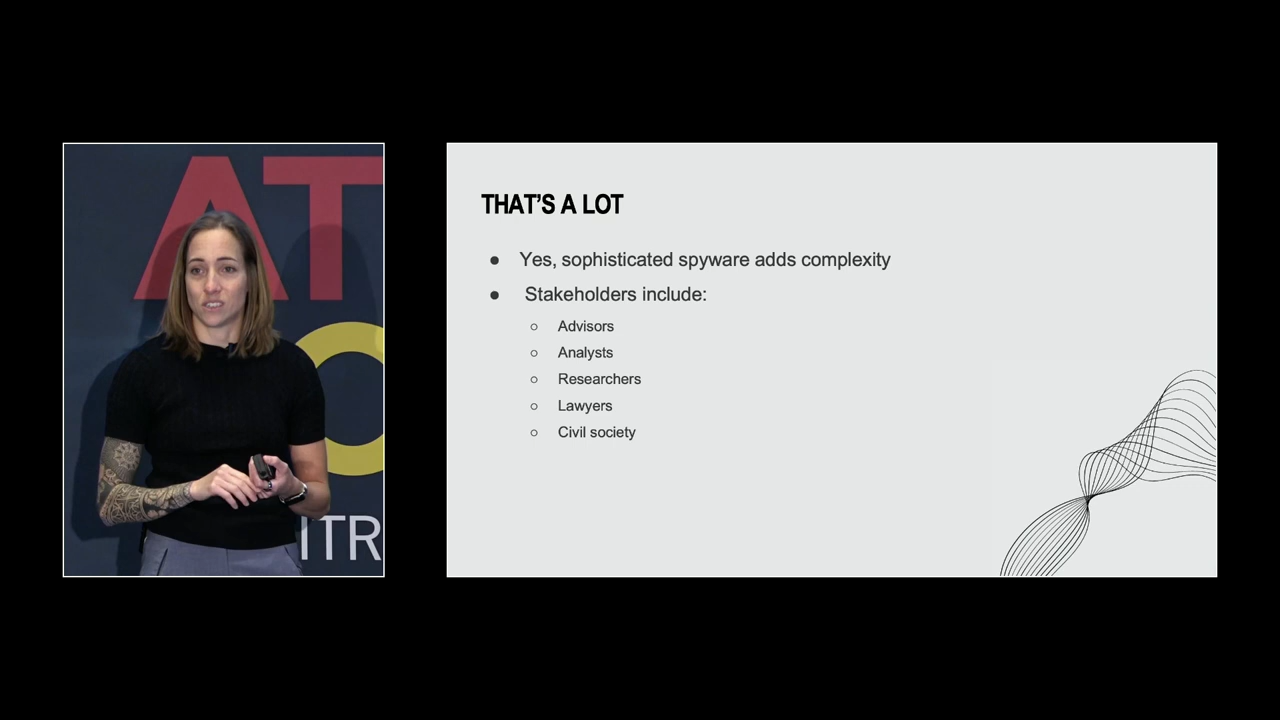 AT
ITR
THAT'S A LOT
● Yes, sophisticated spyware adds complexity
● Stakeholders include:
○ Advisors
○ Analysts
○ Researchers
○ Lawyers
○ Civil society